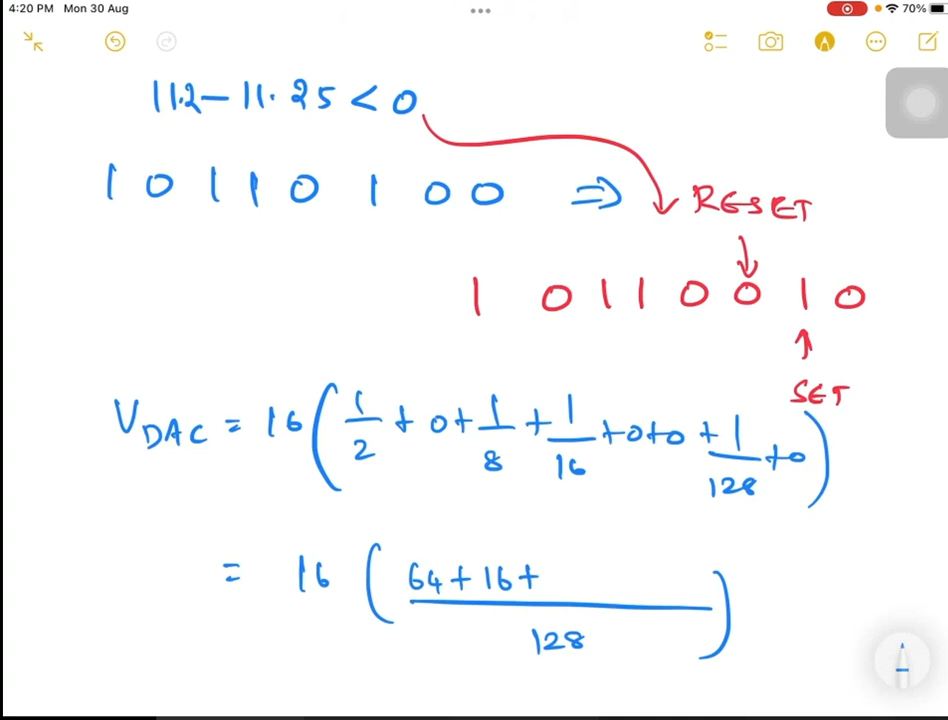 4:20 PM Mon 30 Aug
70%
11.2 – 11.25 < 0
1 0 1 1 0 1 0 0 ⇒ RESET
1 0 1 1 0 0 1 0
SET
V_DAC = 16 ( 1/2 + 0 + 1/8 + 1/16 + 0 + 0 + 1/128 + 0 )
= 16 ( 64 + 16 + / 128 )